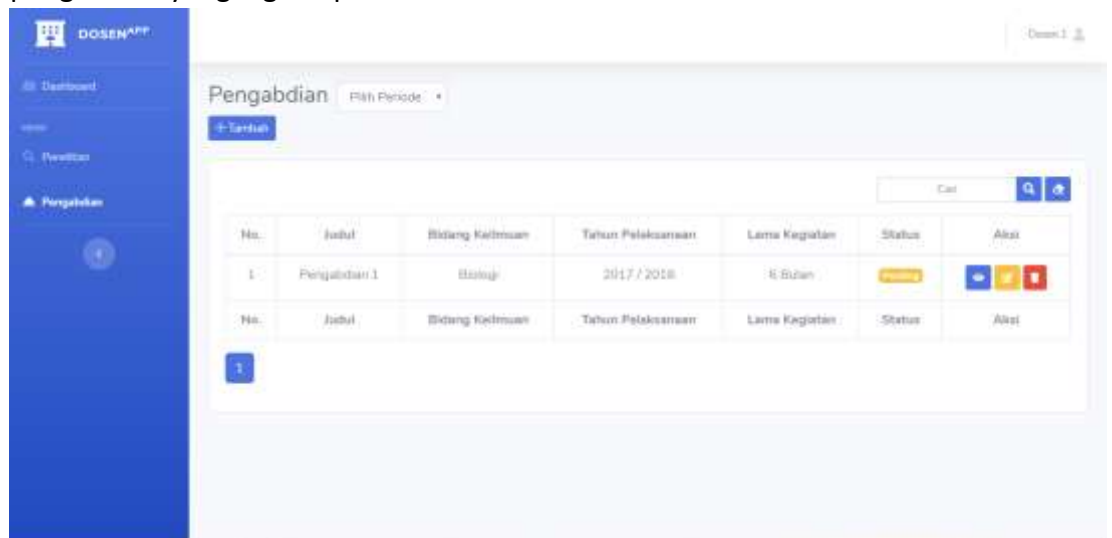 DOSENAPP
Dosen 1
Dashboard
Pengabdian Pilih Periode
+ Tambah
MENU
Penelitian
Pengabdian
Cari
No. Judul Bidang Keilmuan Tahun Pelaksanaan Lama Kegiatan Status Aksi
1 Pengabdian 1 Biologi 2017 / 2018 6 Bulan Pending
No. Judul Bidang Keilmuan Tahun Pelaksanaan Lama Kegiatan Status Aksi
1